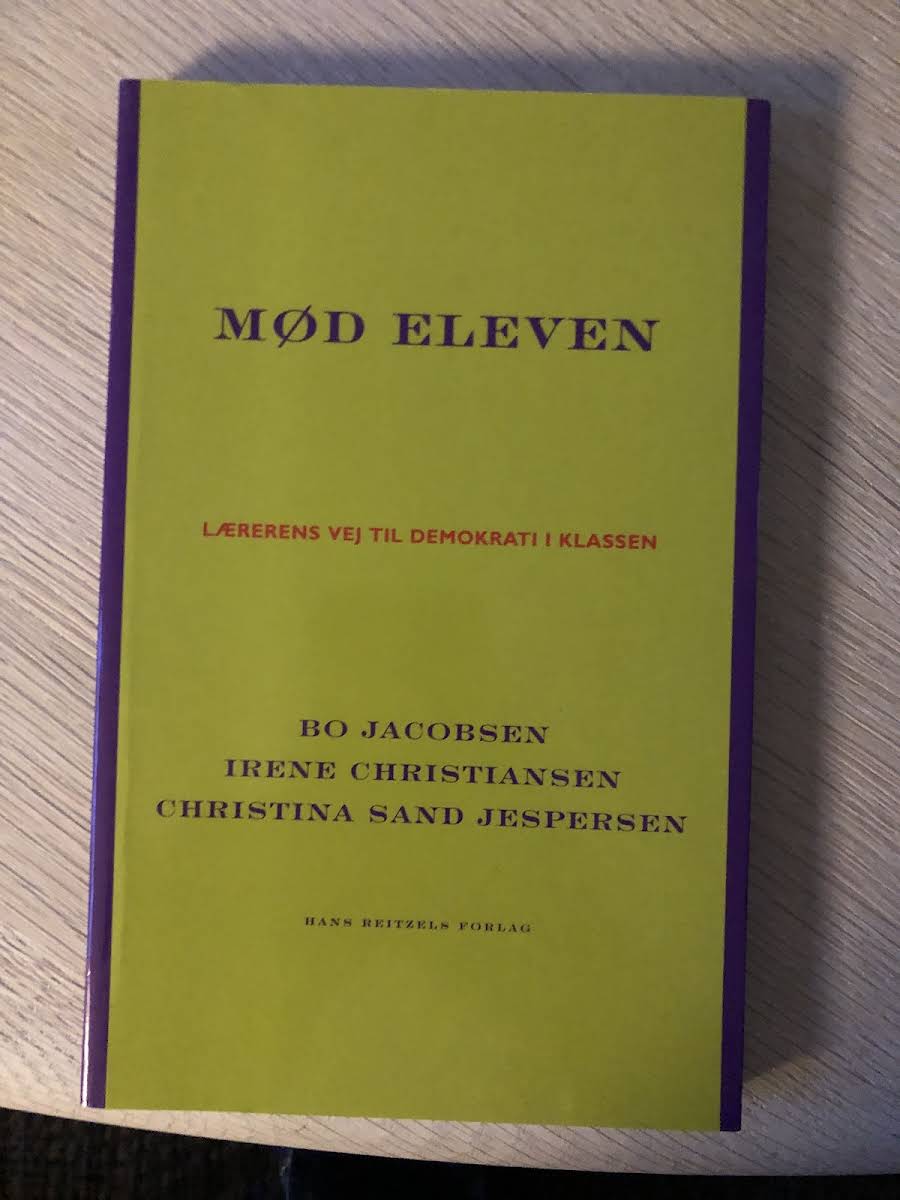 MØD ELEVEN
LÆRERENS VEJ TIL DEMOKRATI I KLASSEN
BO JACOBSEN
IRENE CHRISTIANSEN
CHRISTINA SAND JESPERSEN
HANS REITZELS FORLAG